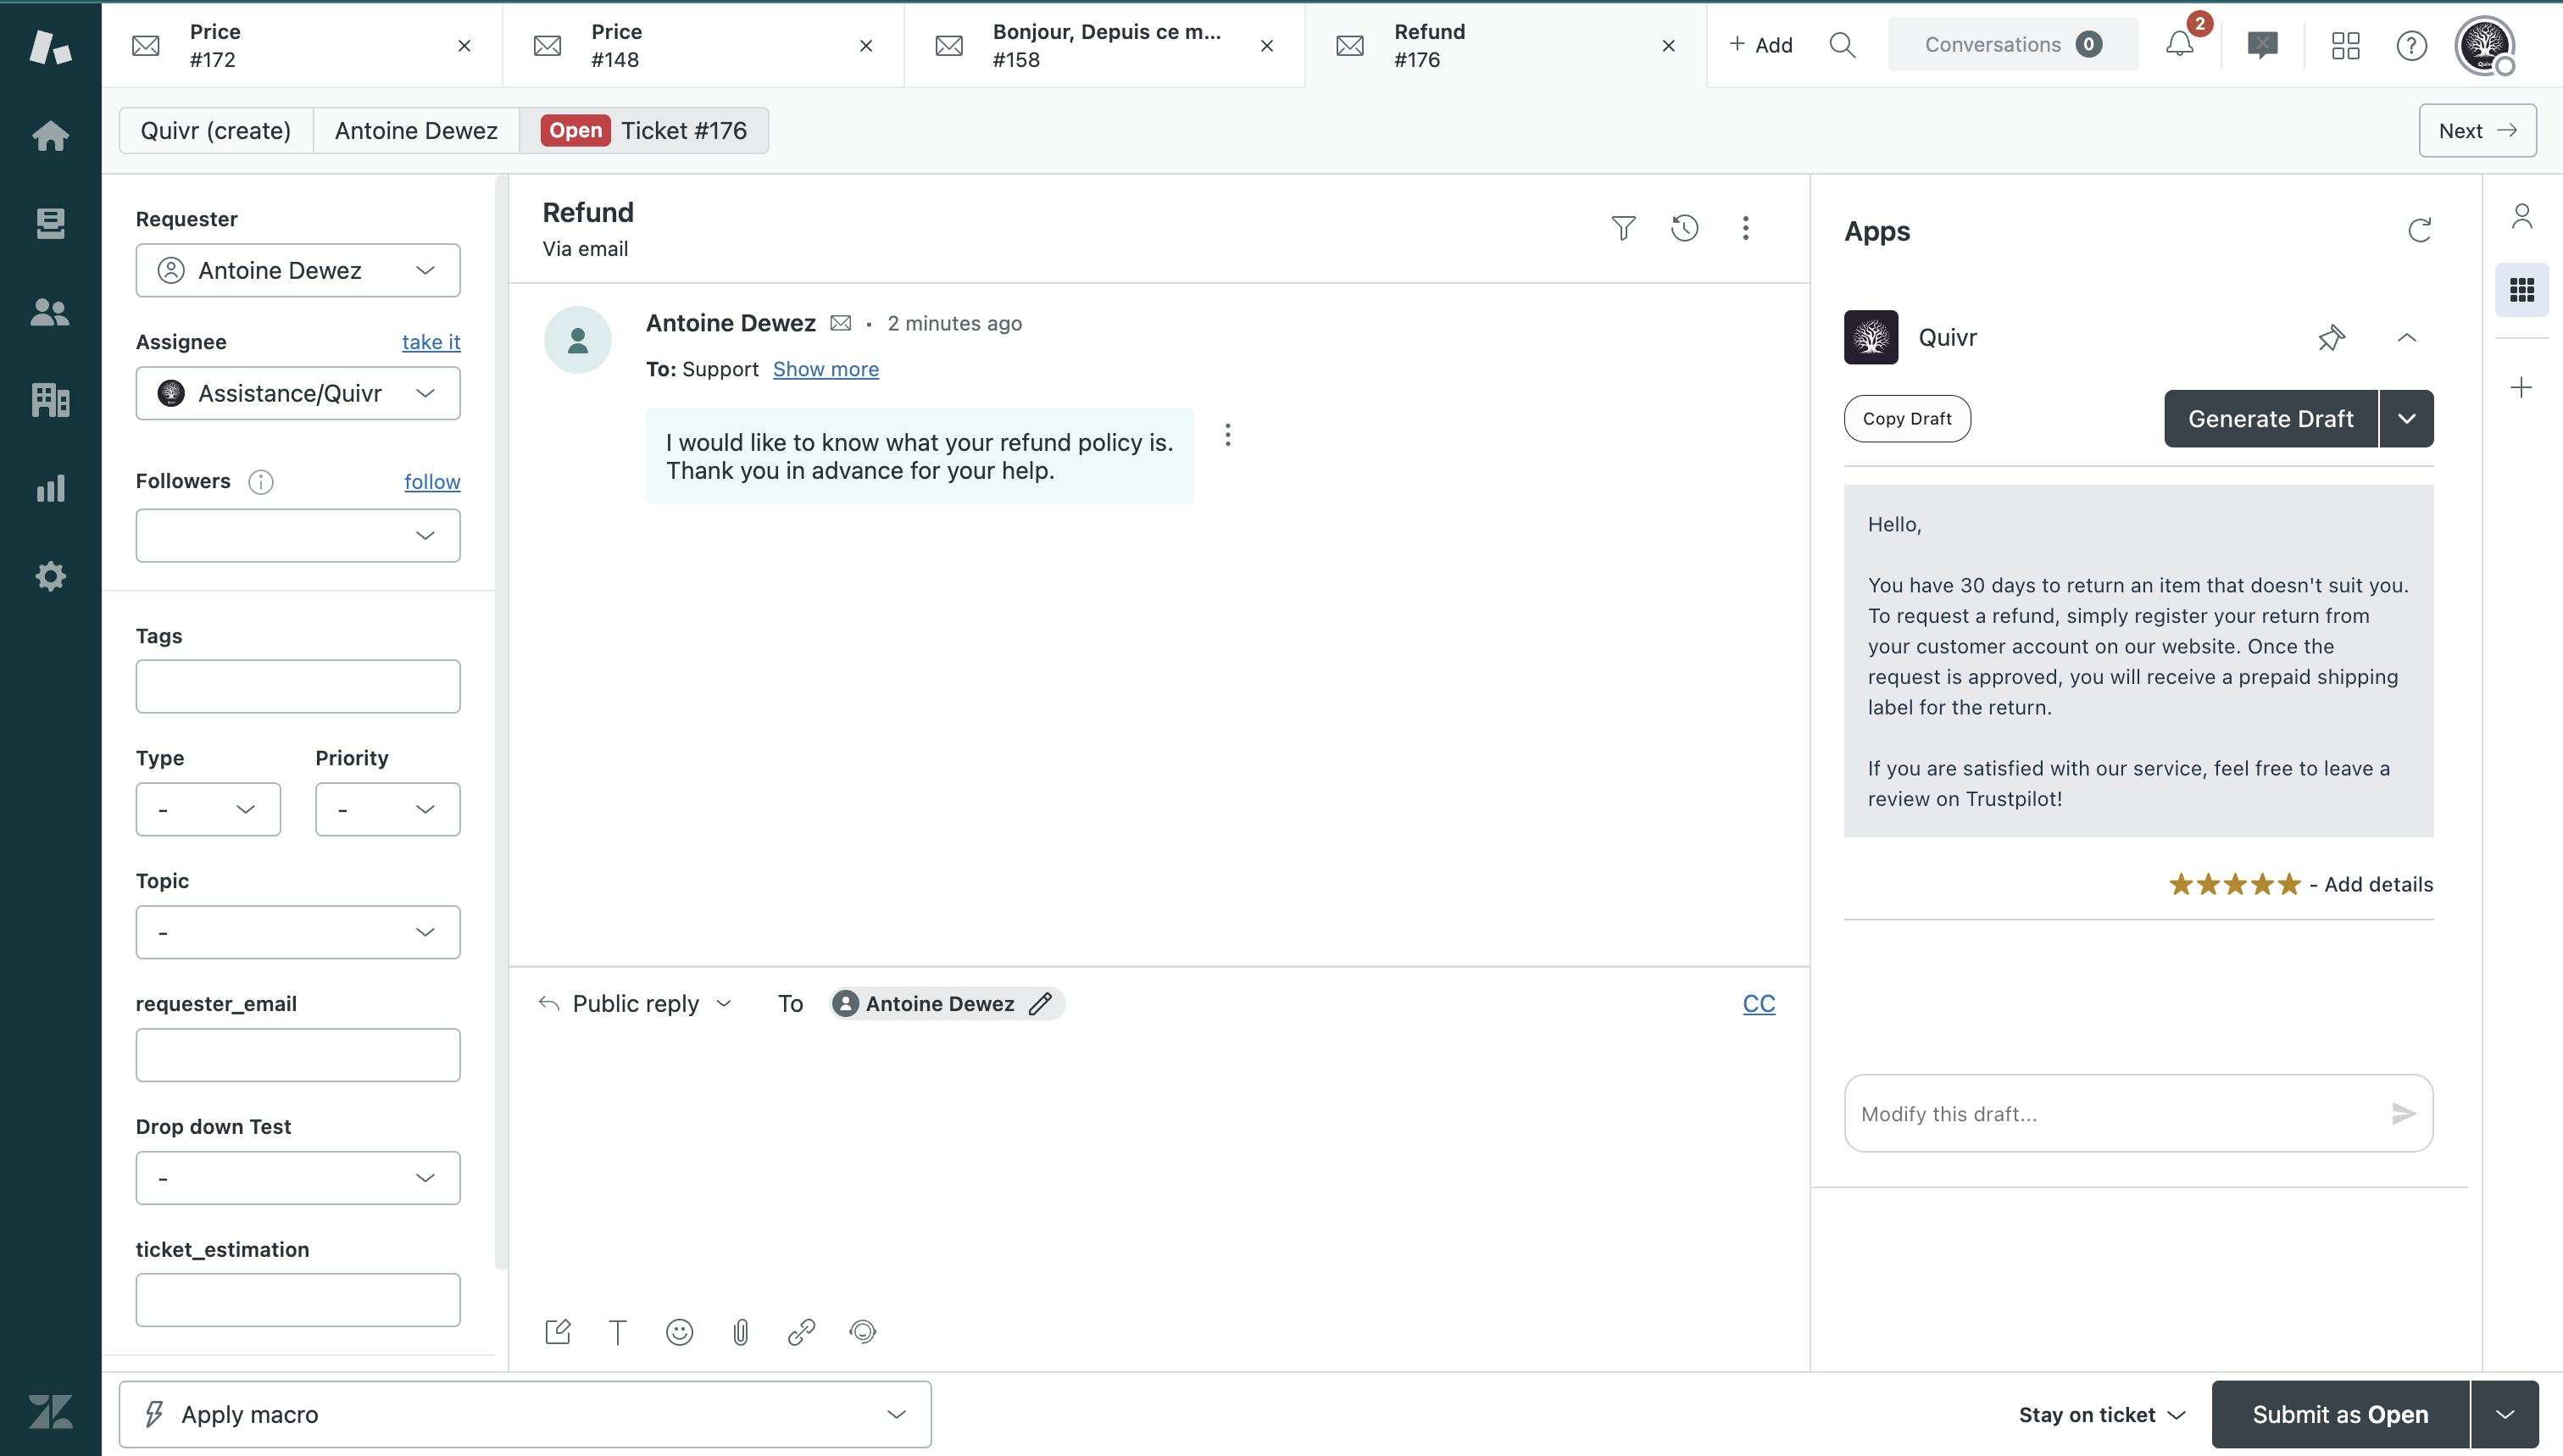 Price
#172
Price
#148
Bonjour, Depuis ce m...
#158
Refund
#176
+ Add
Conversations 0
2
Quivr (create)
Antoine Dewez
Open Ticket #176
Next
Requester
Antoine Dewez
Assignee
take it
Assistance/Quivr
Followers
follow
Tags
Type
Priority
-
-
Topic
-
requester_email
Drop down Test
-
ticket_estimation
Refund
Via email
Antoine Dewez • 2 minutes ago
To: Support Show more
I would like to know what your refund policy is.
Thank you in advance for your help.
Public reply
To
Antoine Dewez
CC
Apps
Quivr
Copy Draft
Generate Draft
Hello,
You have 30 days to return an item that doesn't suit you.
To request a refund, simply register your return from
your customer account on our website. Once the
request is approved, you will receive a prepaid shipping
label for the return.
If you are satisfied with our service, feel free to leave a
review on Trustpilot!
- Add details
Modify this draft...
Apply macro
Stay on ticket
Submit as Open